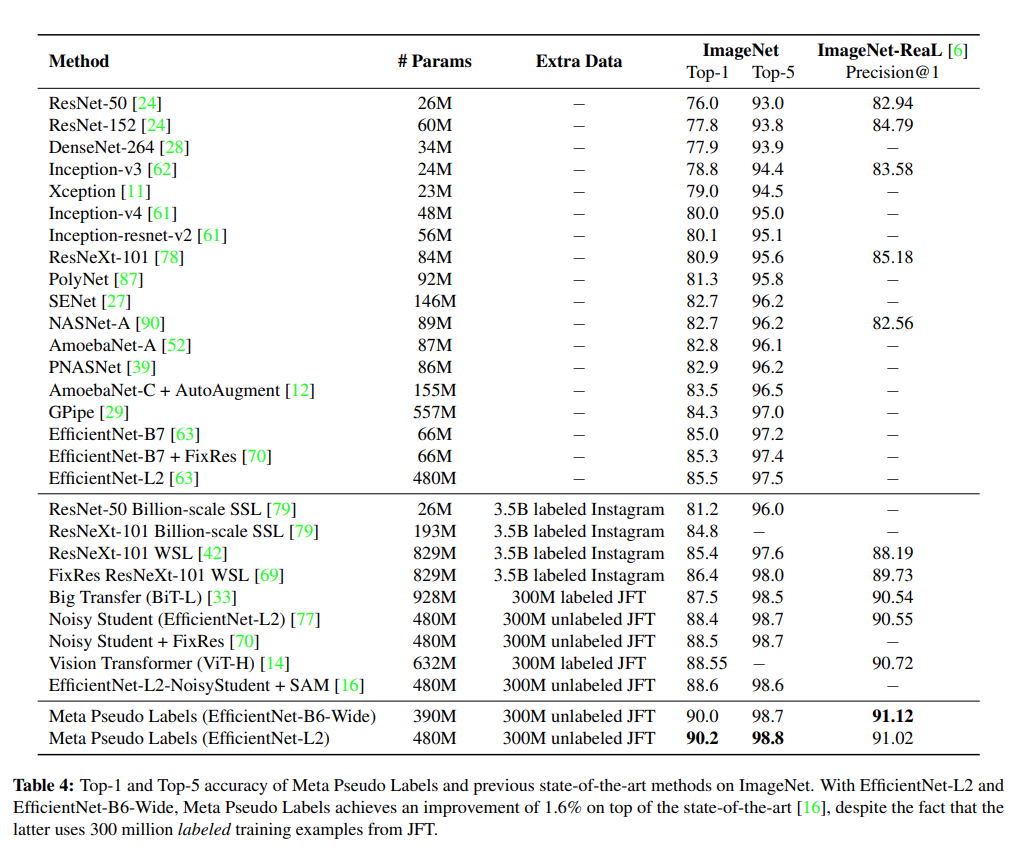 Method # Params Extra Data ImageNet ImageNet-ReaL [6]
Top-1 Top-5 Precision@1
ResNet-50 [24] 26M − 76.0 93.0 82.94
ResNet-152 [24] 60M − 77.8 93.8 84.79
DenseNet-264 [28] 34M − 77.9 93.9 −
Inception-v3 [62] 24M − 78.8 94.4 83.58
Xception [11] 23M − 79.0 94.5 −
Inception-v4 [61] 48M − 80.0 95.0 −
Inception-resnet-v2 [61] 56M − 80.1 95.1 −
ResNeXt-101 [78] 84M − 80.9 95.6 85.18
PolyNet [87] 92M − 81.3 95.8 −
SENet [27] 146M − 82.7 96.2 −
NASNet-A [90] 89M − 82.7 96.2 82.56
AmoebaNet-A [52] 87M − 82.8 96.1 −
PNASNet [39] 86M − 82.9 96.2 −
AmoebaNet-C + AutoAugment [12] 155M − 83.5 96.5 −
GPipe [29] 557M − 84.3 97.0 −
EfficientNet-B7 [63] 66M − 85.0 97.2 −
EfficientNet-B7 + FixRes [70] 66M − 85.3 97.4 −
EfficientNet-L2 [63] 480M − 85.5 97.5 −
ResNet-50 Billion-scale SSL [79] 26M 3.5B labeled Instagram 81.2 96.0 −
ResNeXt-101 Billion-scale SSL [79] 193M 3.5B labeled Instagram 84.8 − −
ResNeXt-101 WSL [42] 829M 3.5B labeled Instagram 85.4 97.6 88.19
FixRes ResNeXt-101 WSL [69] 829M 3.5B labeled Instagram 86.4 98.0 89.73
Big Transfer (BiT-L) [33] 928M 300M labeled JFT 87.5 98.5 90.54
Noisy Student (EfficientNet-L2) [77] 480M 300M unlabeled JFT 88.4 98.7 90.55
Noisy Student + FixRes [70] 480M 300M unlabeled JFT 88.5 98.7 −
Vision Transformer (ViT-H) [14] 632M 300M labeled JFT 88.55 − 90.72
EfficientNet-L2-NoisyStudent + SAM [16] 480M 300M unlabeled JFT 88.6 98.6 −
Meta Pseudo Labels (EfficientNet-B6-Wide) 390M 300M unlabeled JFT 90.0 98.7 91.12
Meta Pseudo Labels (EfficientNet-L2) 480M 300M unlabeled JFT 90.2 98.8 91.02
Table 4: Top-1 and Top-5 accuracy of Meta Pseudo Labels and previous state-of-the-art methods on ImageNet. With EfficientNet-L2 and
EfficientNet-B6-Wide, Meta Pseudo Labels achieves an improvement of 1.6% on top of the state-of-the-art [16], despite the fact that the
latter uses 300 million labeled training examples from JFT.